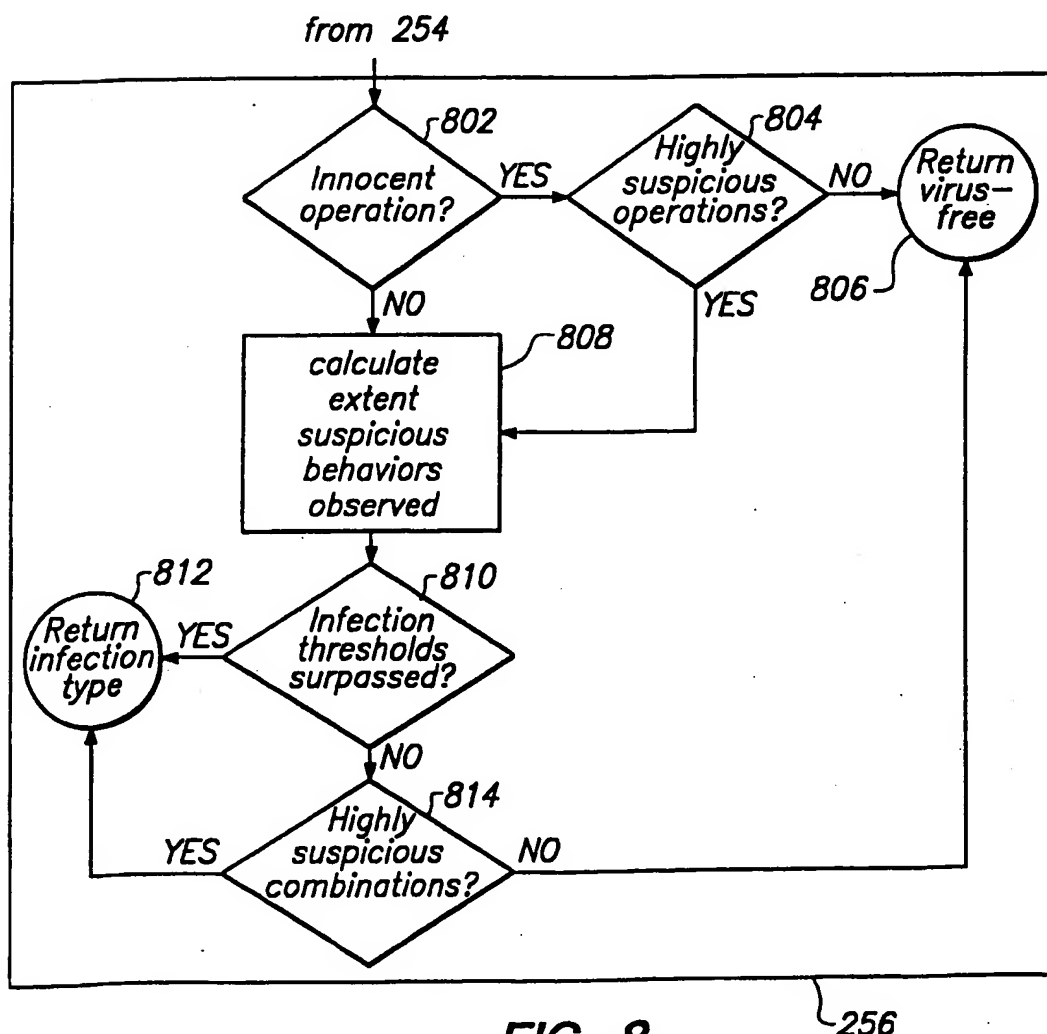 from 254
802
Innocent
operation?
YES
804
Highly
suspicious
operations?
NO
Return
virus-
free
806
NO
YES
808
calculate
extent
suspicious
behaviors
observed
810
Infection
thresholds
surpassed?
YES
812
Return
infection
type
NO
814
Highly
suspicious
combinations?
YES
NO
256
FIG. 8